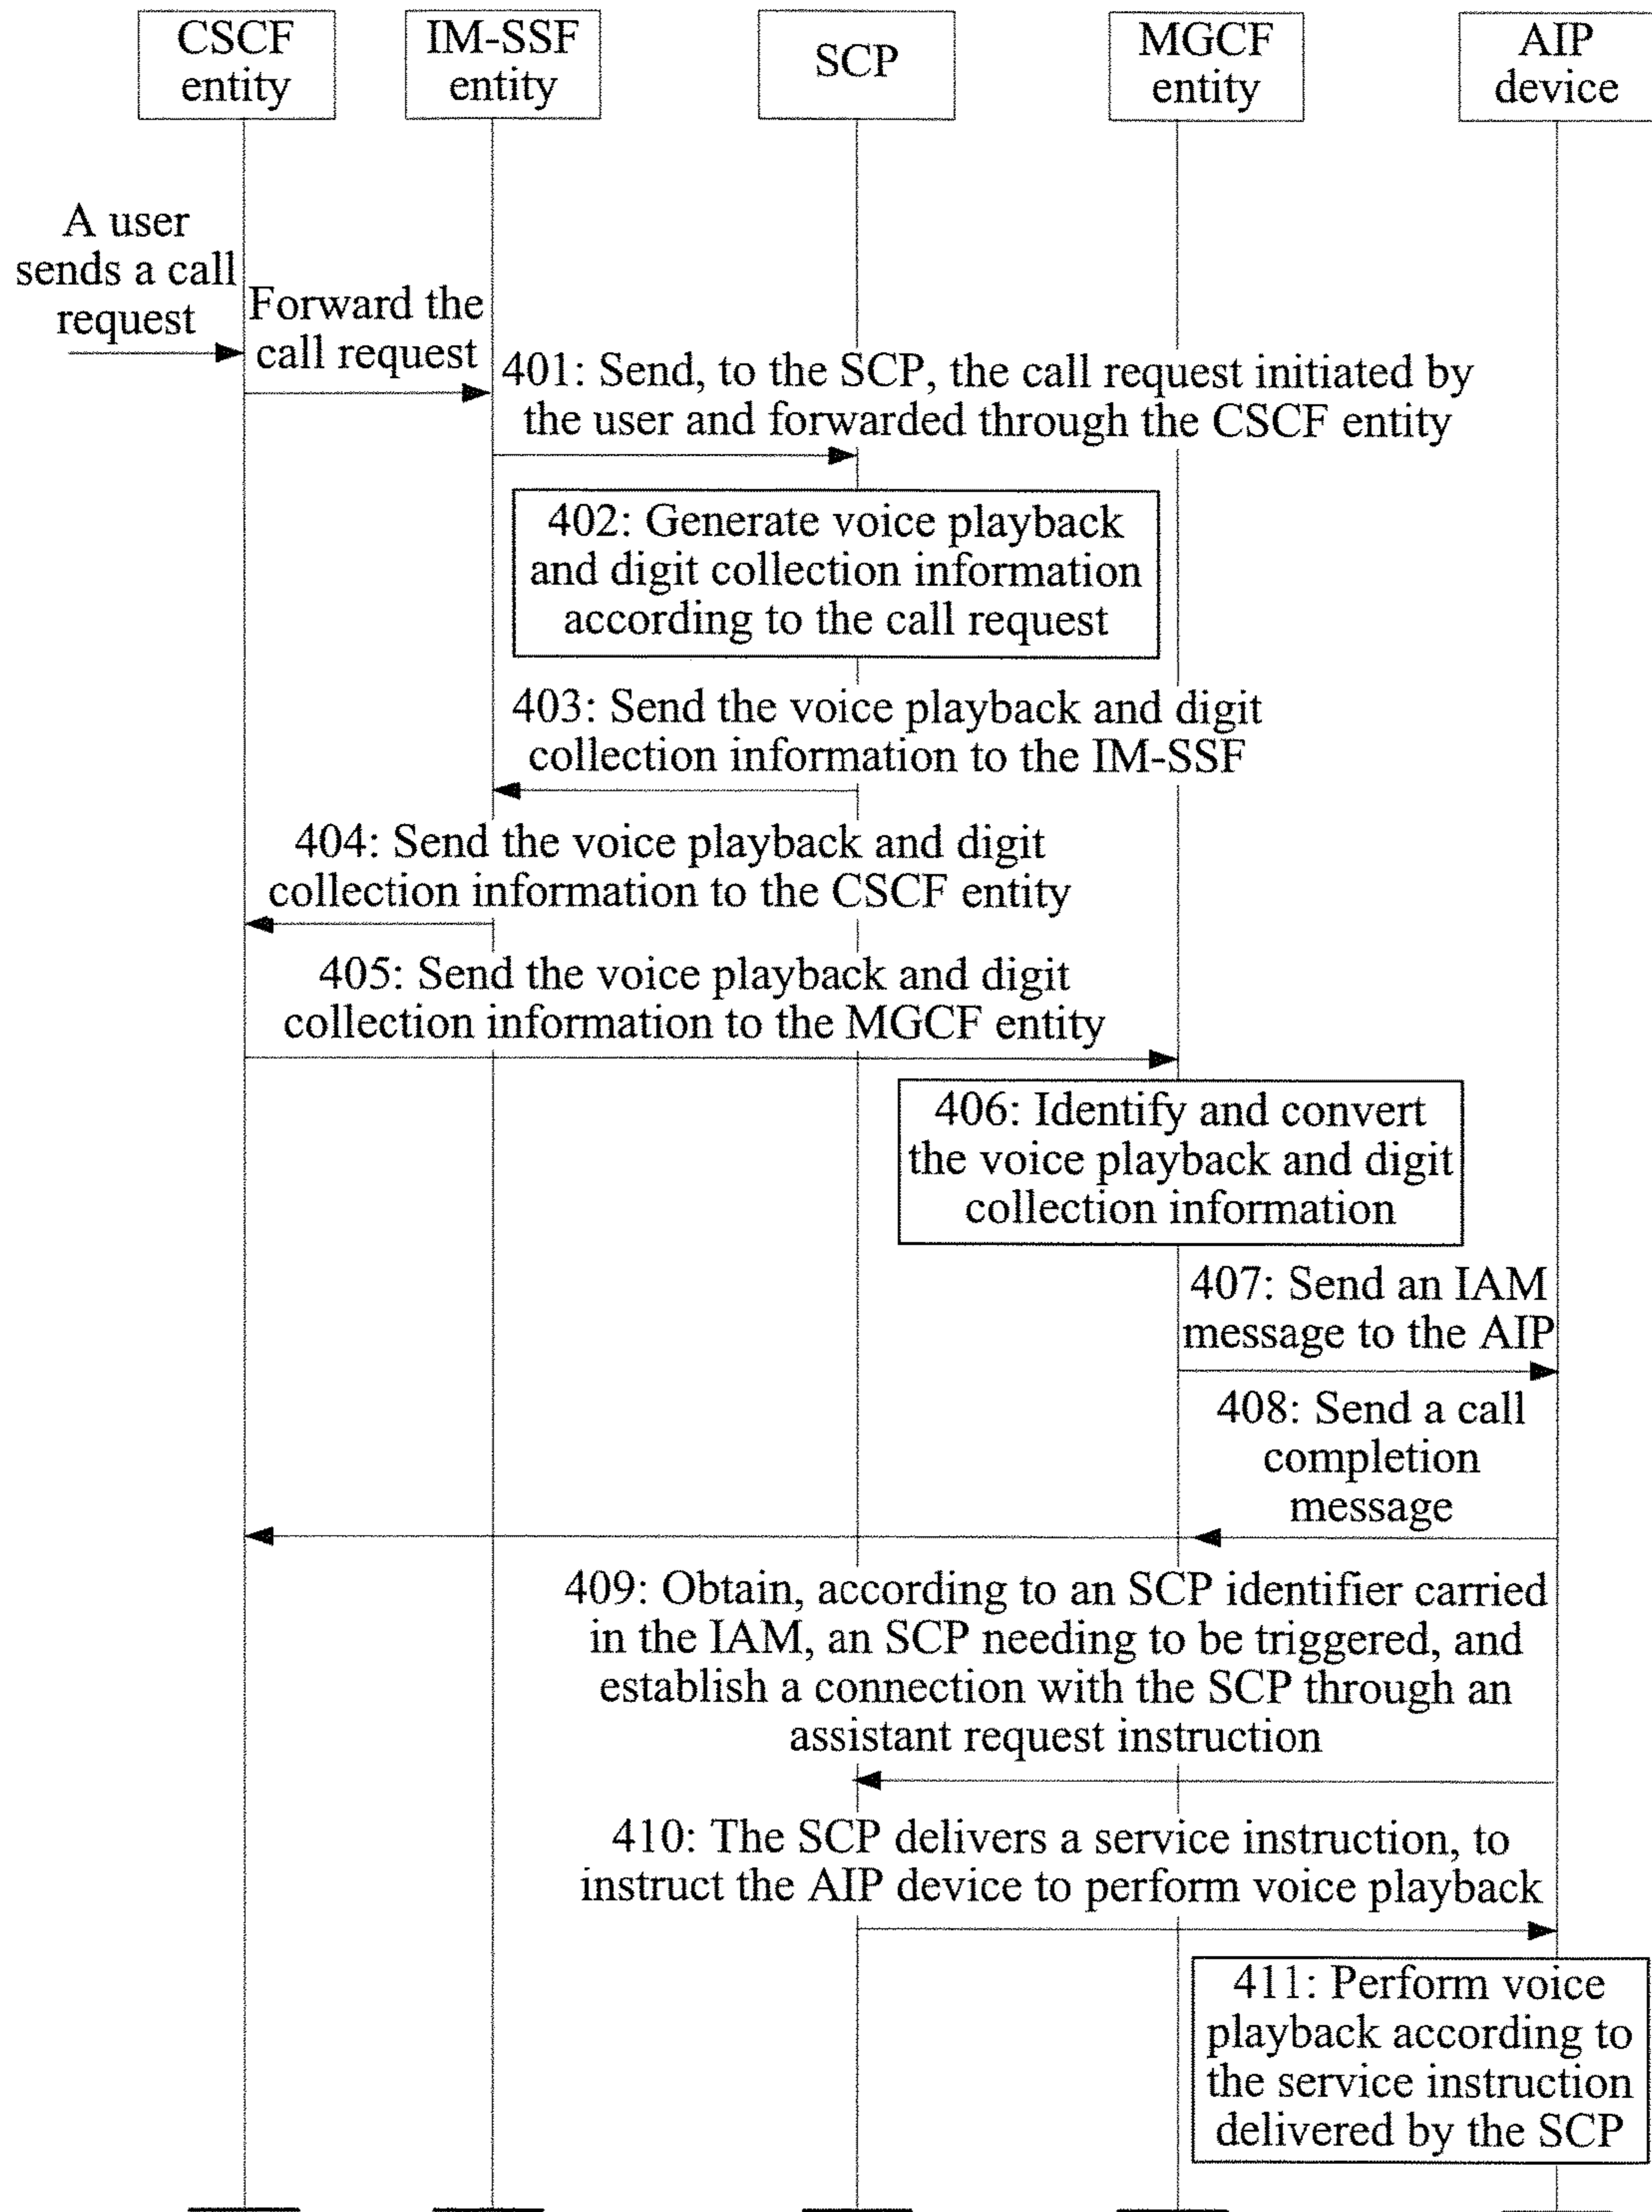 CSCF
entity
IM-SSF
entity
SCP
MGCF
entity
AIP
device
A user
sends a call
request
Forward the
call request
401: Send, to the SCP, the call request initiated by
the user and forwarded through the CSCF entity
402: Generate voice playback
and digit collection information
according to the call request
403: Send the voice playback and digit
collection information to the IM-SSF
404: Send the voice playback and digit
collection information to the CSCF entity
405: Send the voice playback and digit
collection information to the MGCF entity
406: Identify and convert
the voice playback and digit
collection information
407: Send an IAM
message to the AIP
408: Send a call
completion
message
409: Obtain, according to an SCP identifier carried
in the IAM, an SCP needing to be triggered, and
establish a connection with the SCP through an
assistant request instruction
410: The SCP delivers a service instruction, to
instruct the AIP device to perform voice playback
411: Perform voice
playback according to
the service instruction
delivered by the SCP